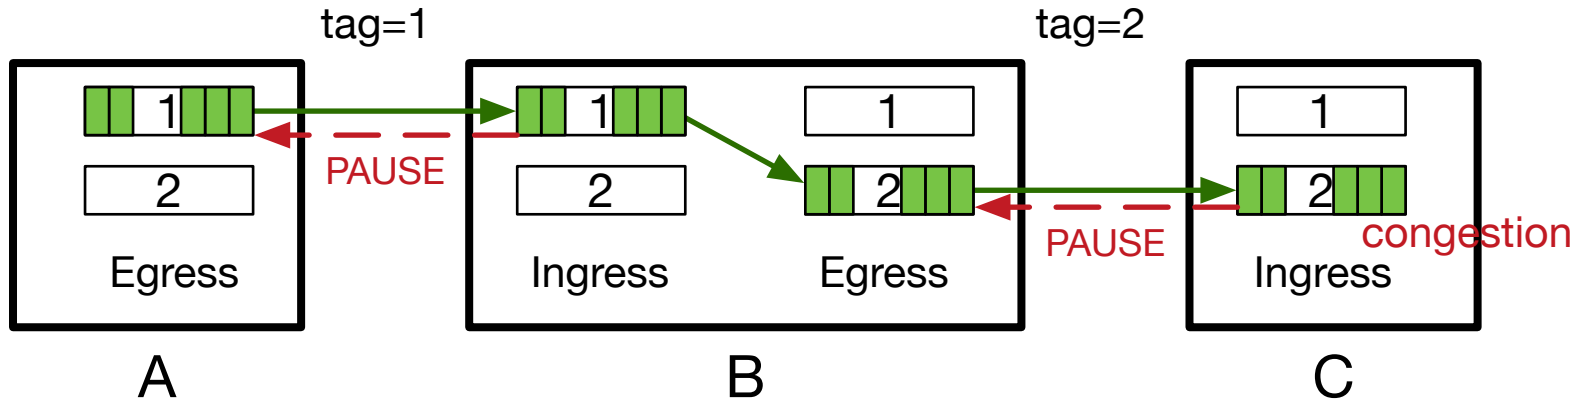 tag=1 tag=2
1 1 1 1
PAUSE
2 2 2 2
PAUSE
congestion
Egress Ingress Egress Ingress
A B C